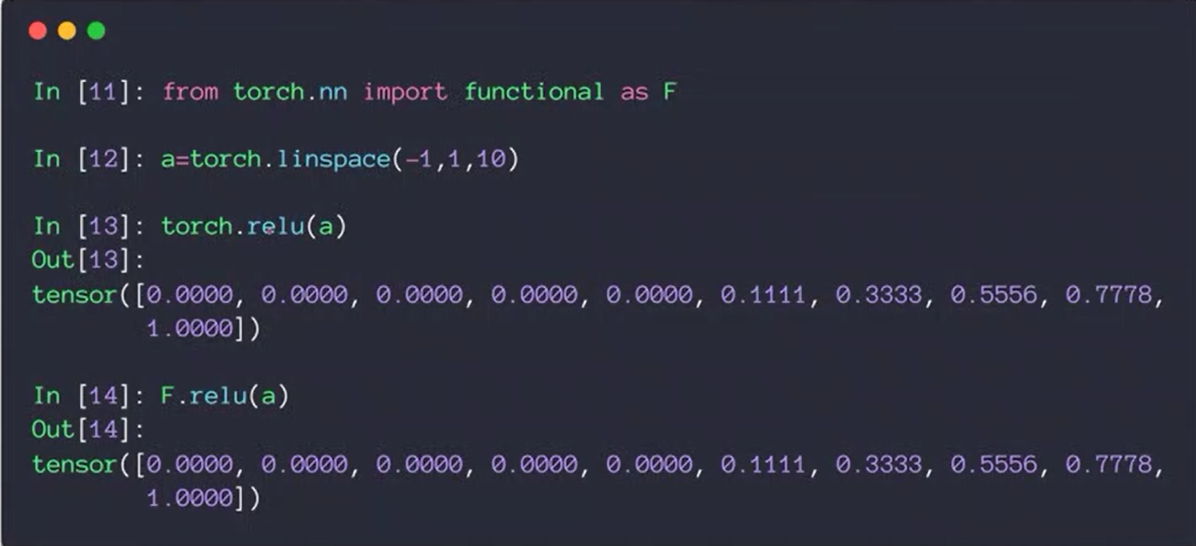 In [11]: from torch.nn import functional as F
In [12]: a=torch.linspace(-1,1,10)
In [13]: torch.relu(a)
Out[13]:
tensor([0.0000, 0.0000, 0.0000, 0.0000, 0.0000, 0.1111, 0.3333, 0.5556, 0.7778,
1.0000])
In [14]: F.relu(a)
Out[14]:
tensor([0.0000, 0.0000, 0.0000, 0.0000, 0.0000, 0.1111, 0.3333, 0.5556, 0.7778,
1.0000])